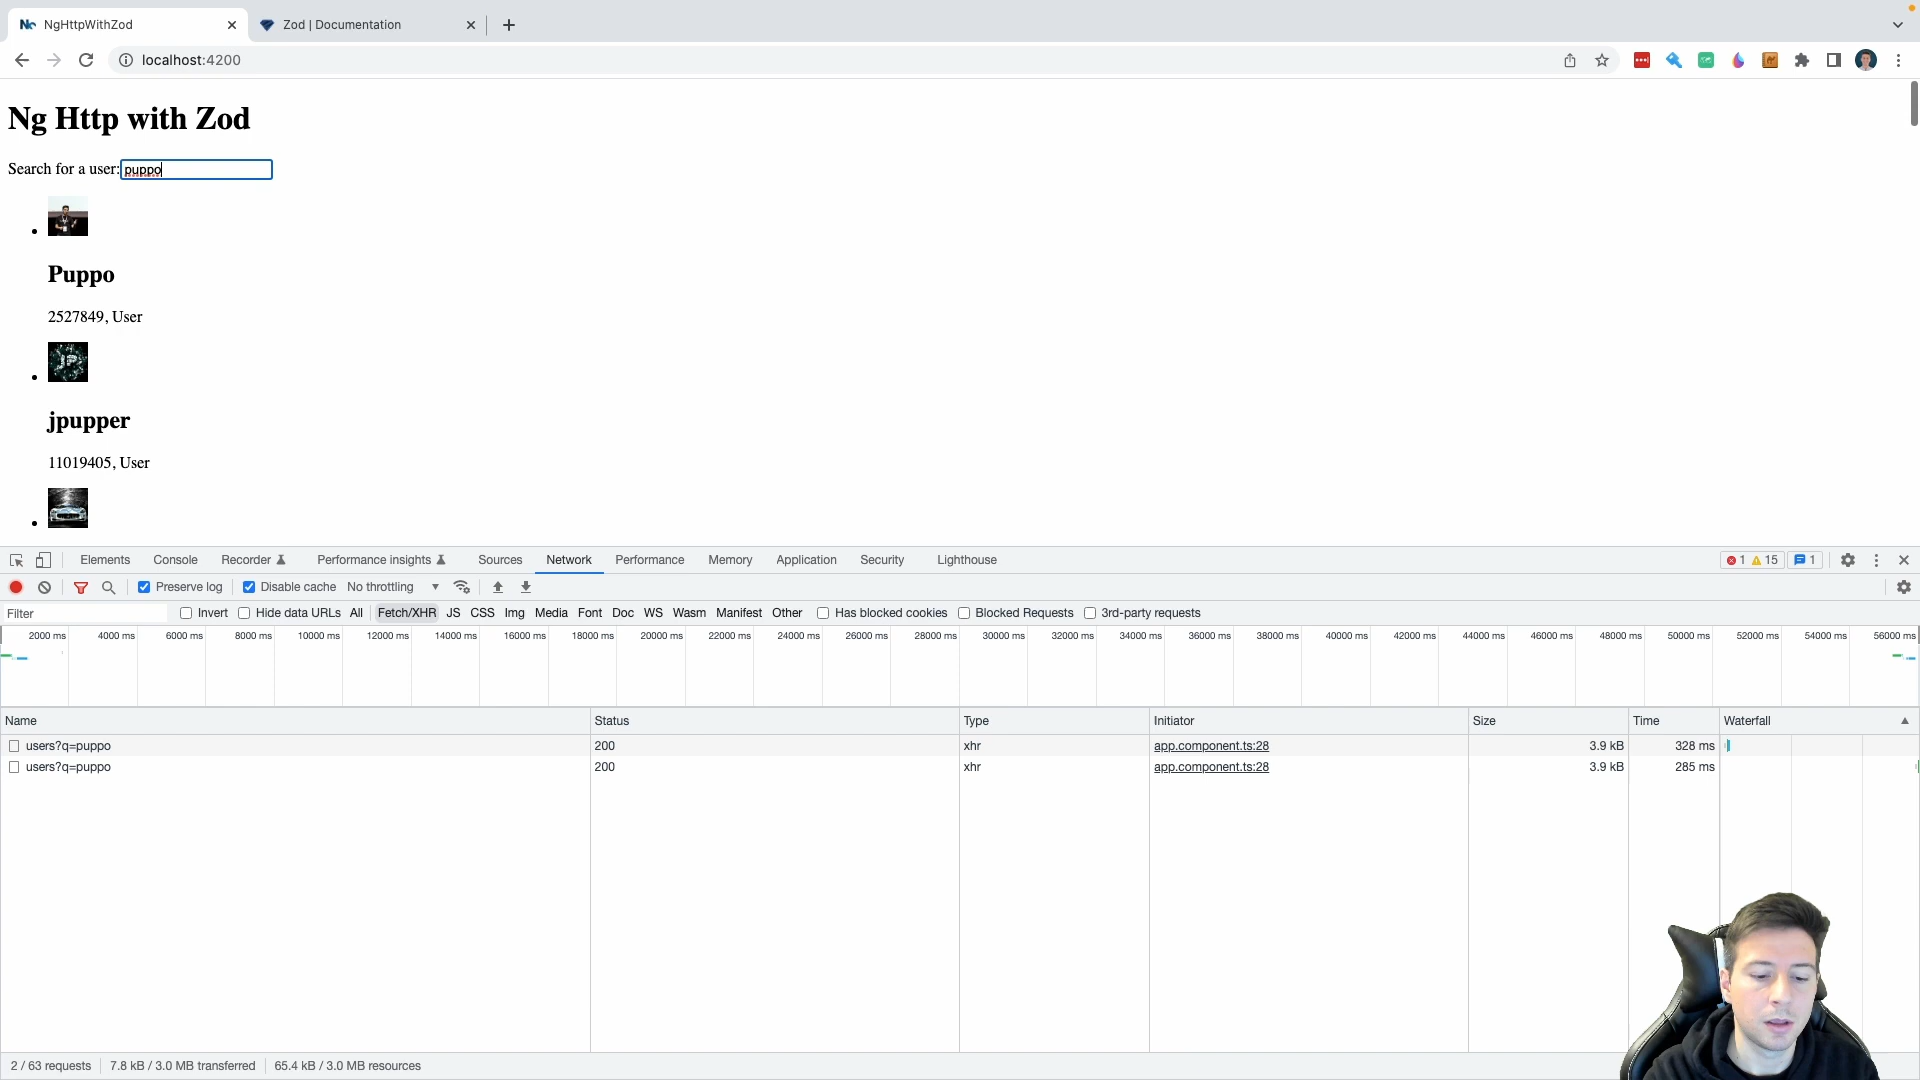 NgHttpWithZod
Zod | Documentation
localhost:4200
Ng Http with Zod
Search for a user: puppo
Puppo
2527849, User
jpupper
11019405, User
Elements Console Recorder Performance insights Sources Network Performance Memory Application Security Lighthouse 1 15 1
Preserve log Disable cache No throttling
Filter Invert Hide data URLs All Fetch/XHR JS CSS Img Media Font Doc WS Wasm Manifest Other Has blocked cookies Blocked Requests 3rd-party requests
2000 ms 4000 ms 6000 ms 8000 ms 10000 ms 12000 ms 14000 ms 16000 ms 18000 ms 20000 ms 22000 ms 24000 ms 26000 ms 28000 ms 30000 ms 32000 ms 34000 ms 36000 ms 38000 ms 40000 ms 42000 ms 44000 ms 46000 ms 48000 ms 50000 ms 52000 ms 54000 ms 56000 ms
Name Status Type Initiator Size Time Waterfall
users?q=puppo 200 xhr app.component.ts:28 3.9 kB 328 ms
users?q=puppo 200 xhr app.component.ts:28 3.9 kB 285 ms
2 / 63 requests 7.8 kB / 3.0 MB transferred 65.4 kB / 3.0 MB resources